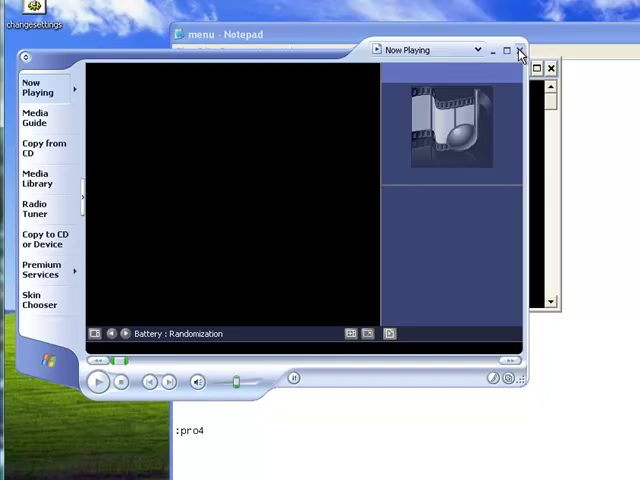 changesettings
menu - Notepad
Now Playing
Now
Playing
Media
Guide
Copy from
CD
Media
Library
Radio
Tuner
Copy to CD
or Device
Premium
Services
Skin
Chooser
Battery : Randomization
:pro4